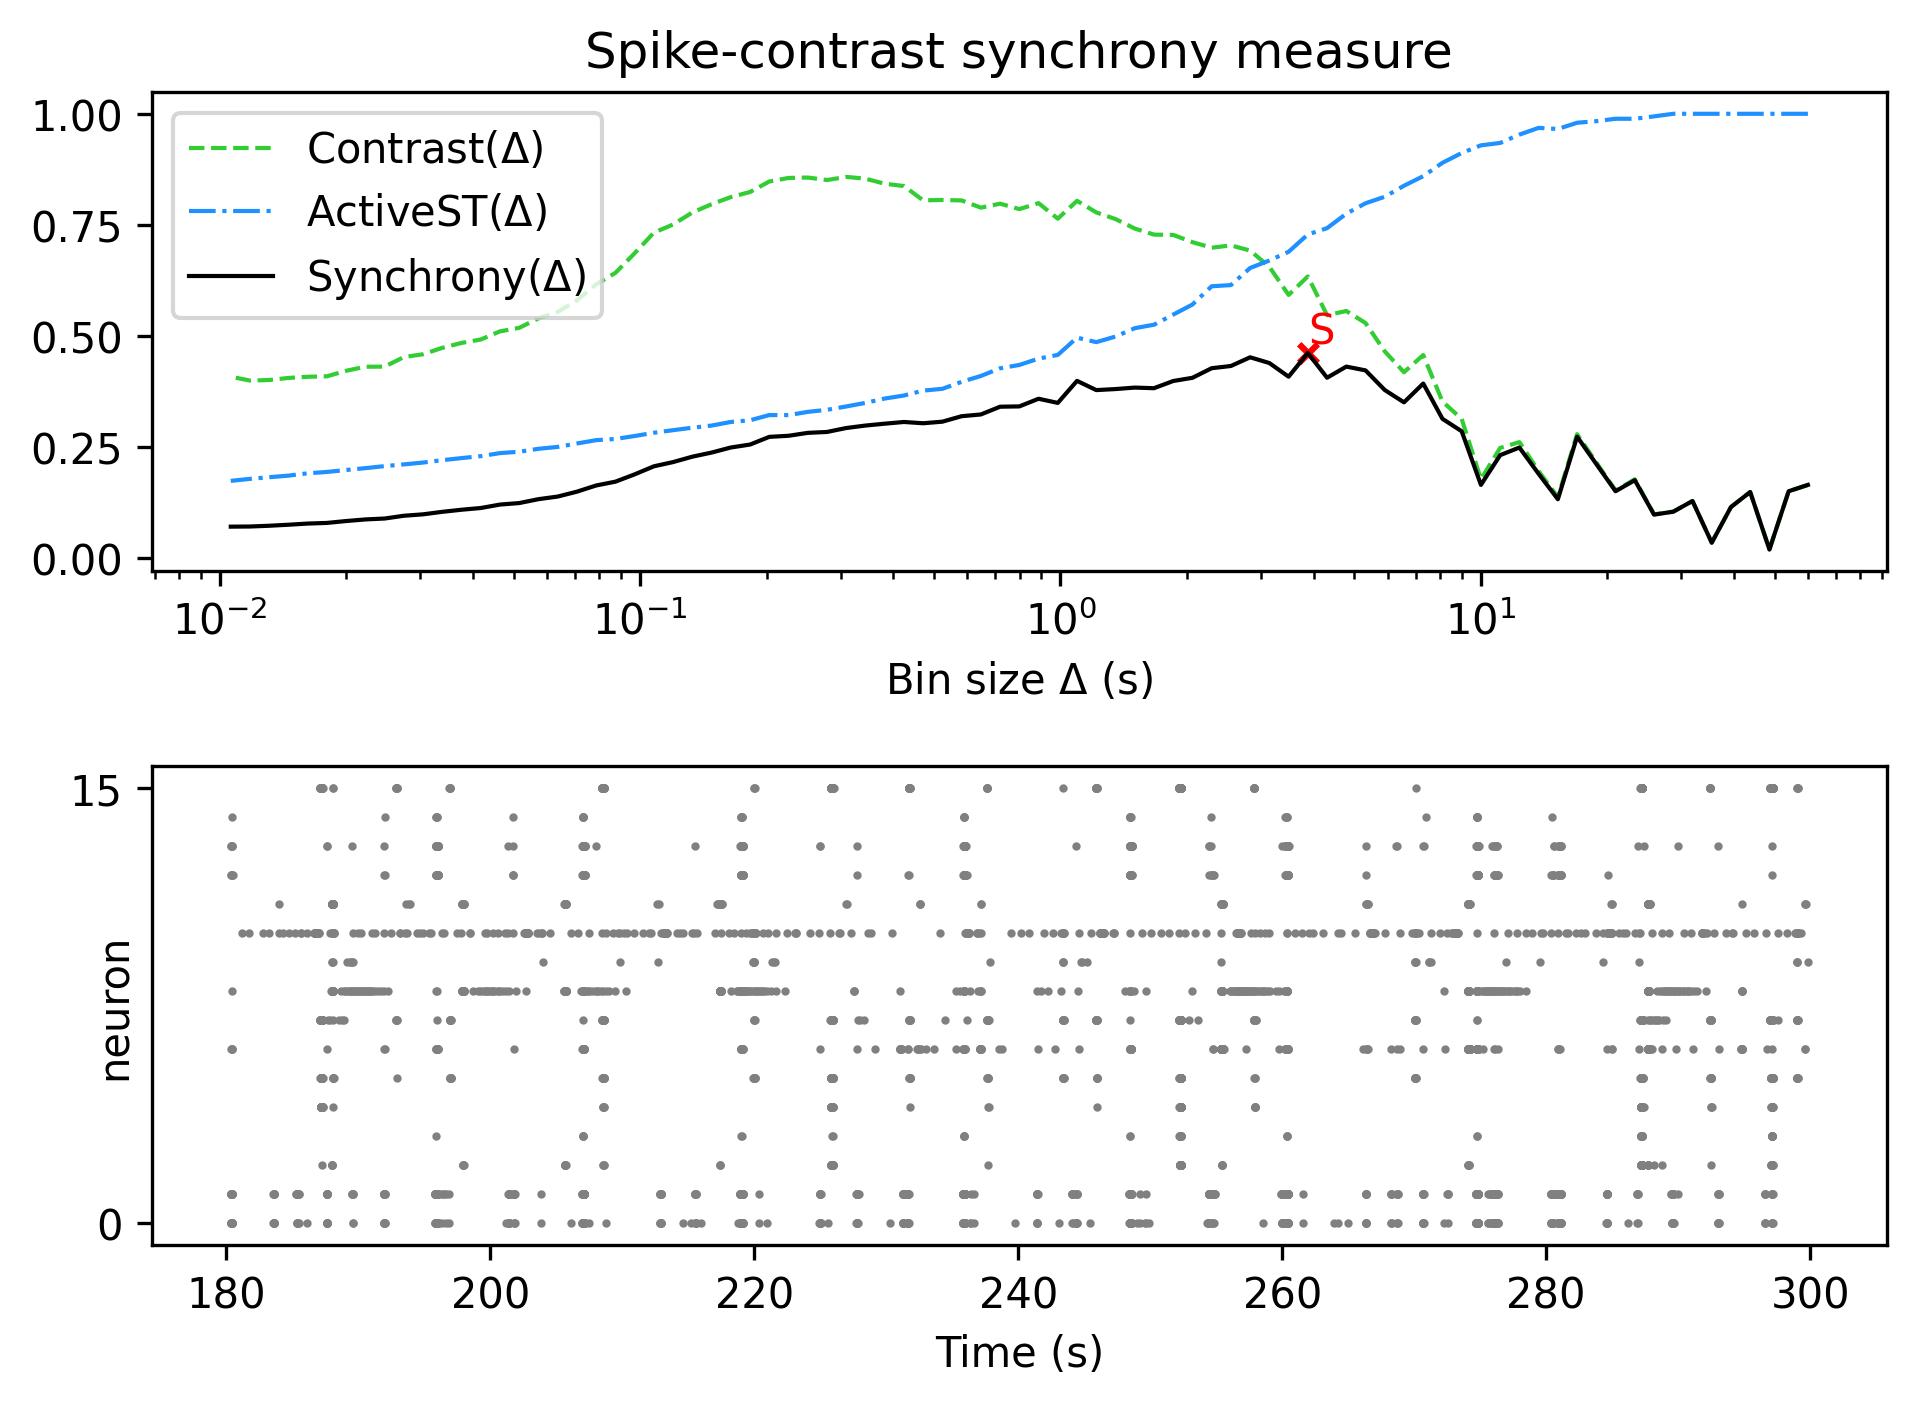 Spike-contrast synchrony measure
1.00
0.75
0.50
0.25
0.00
Contrast(Δ)
ActiveST(Δ)
Synchrony(Δ)
S
10⁻² 10⁻¹ 10⁰ 10¹
Bin size Δ (s)
15
0
neuron
180 200 220 240 260 280 300
Time (s)